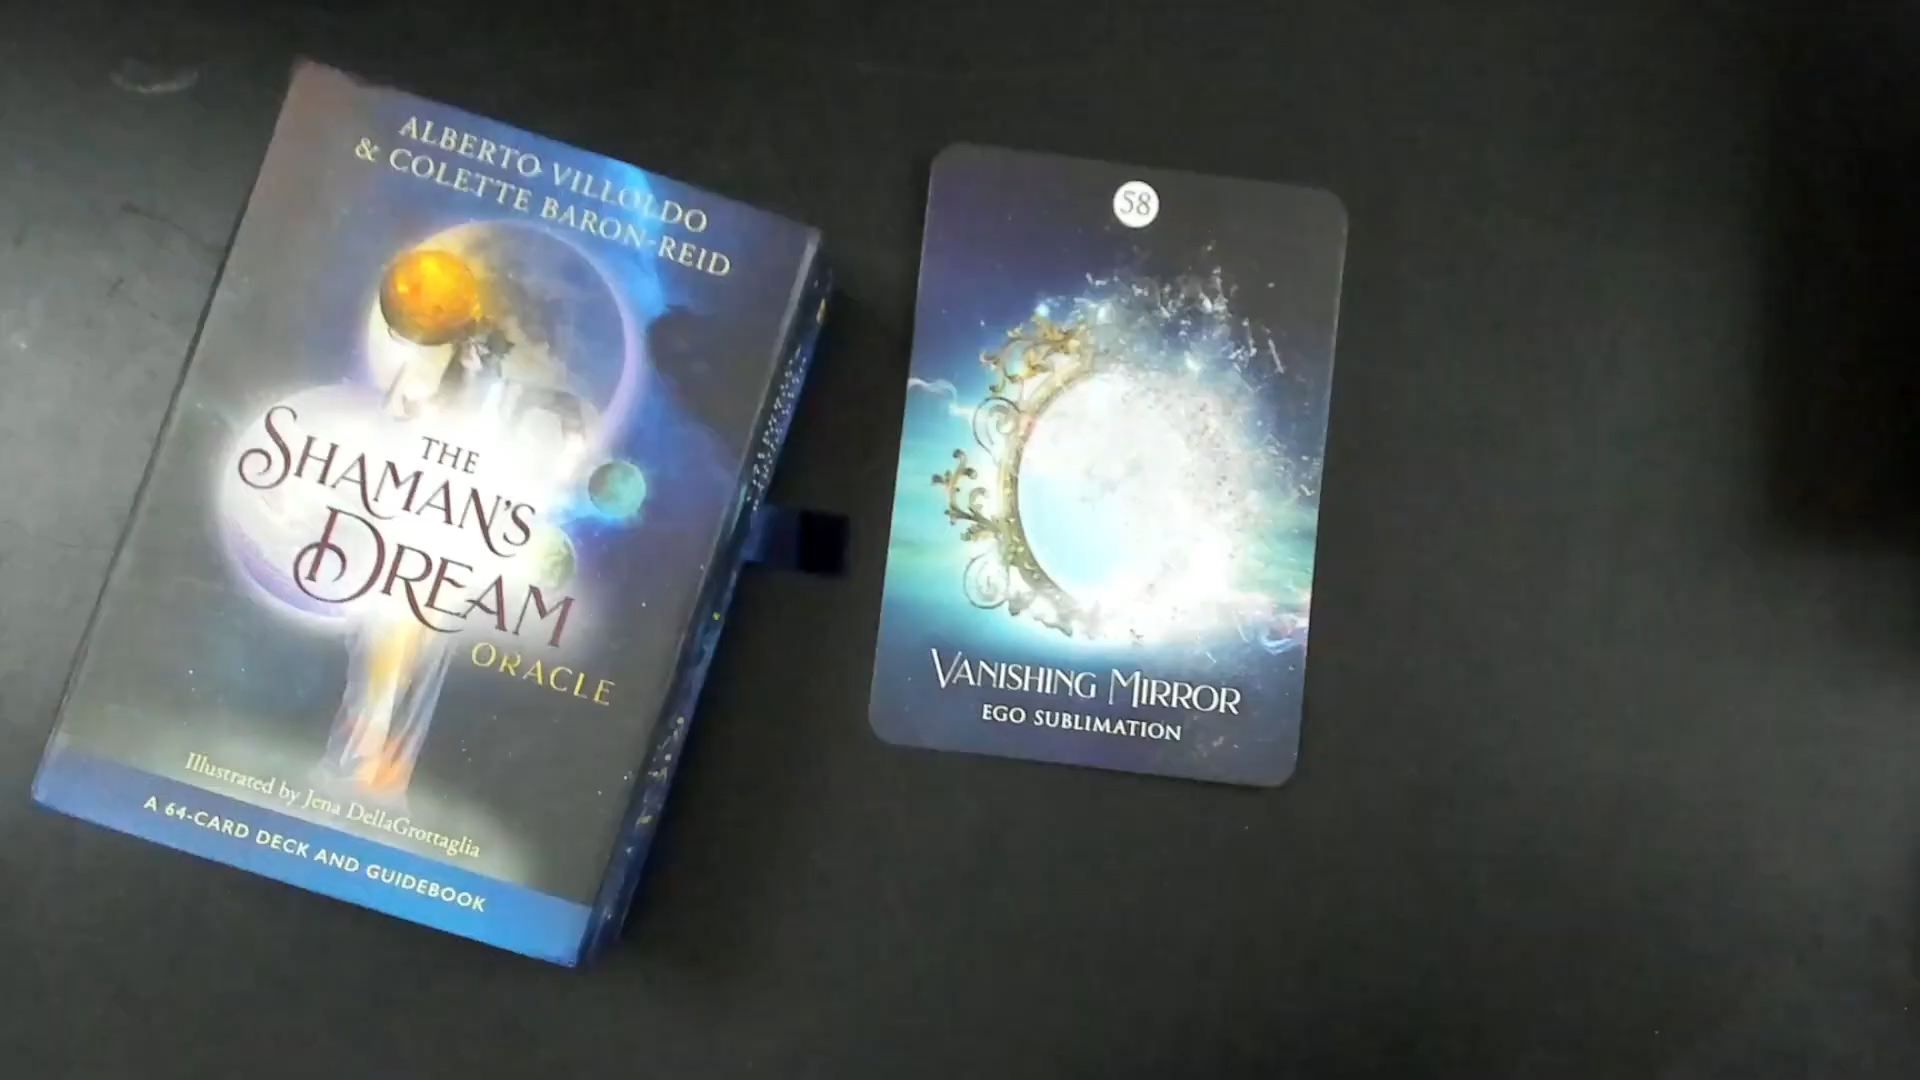 ALBERTO VILLOLDO
& COLETTE BARON-REID
THE
SHAMAN'S
DREAM
ORACLE
Illustrated by Jena DellaGrottaglia
A 64-CARD DECK AND GUIDEBOOK
58
VANISHING MIRROR
EGO SUBLIMATION